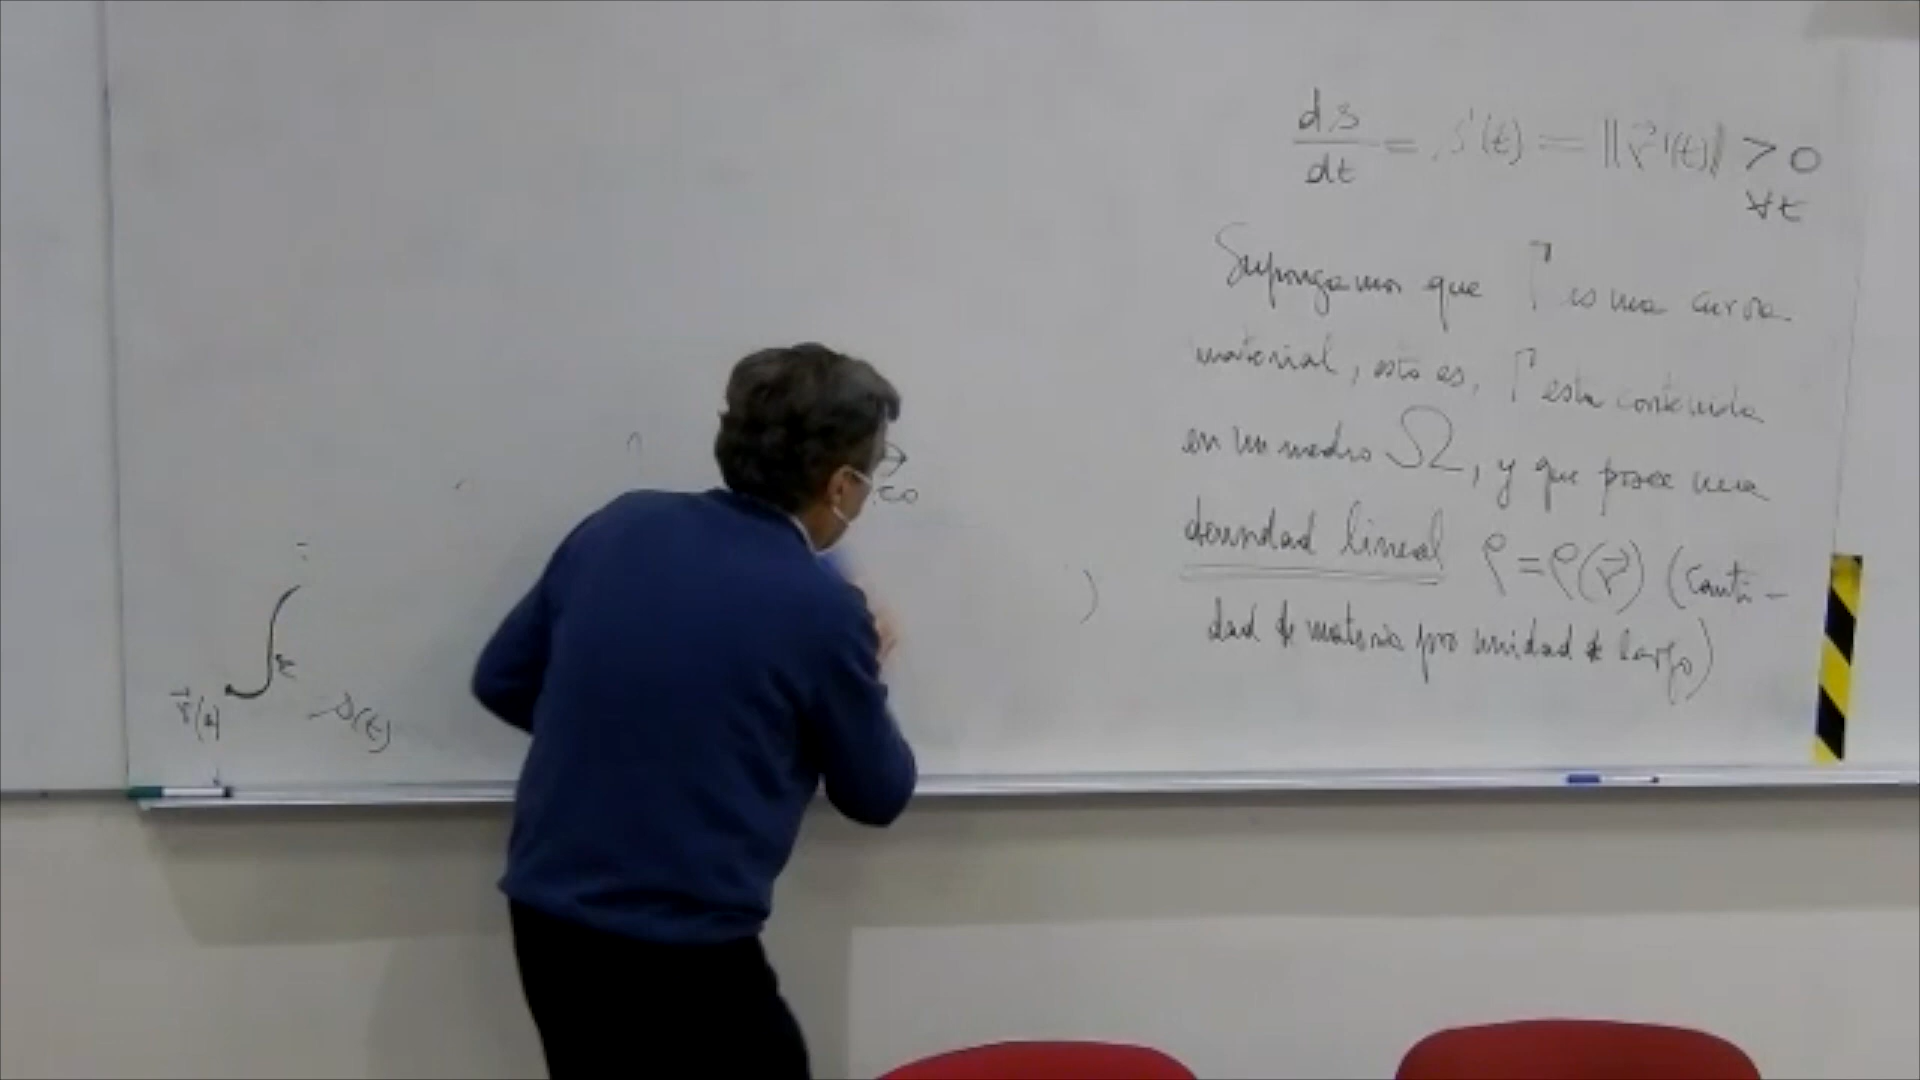 ds/dt = s'(t) = ||r⃗'(t)|| > 0
∀t
Supongamos que Γ es una curva
material, esto es, Γ esta contenida
en un medio Ω, y que posee una
densidad lineal ρ = ρ(r⃗) (canti-
dad de materia por unidad de largo)
s(t)